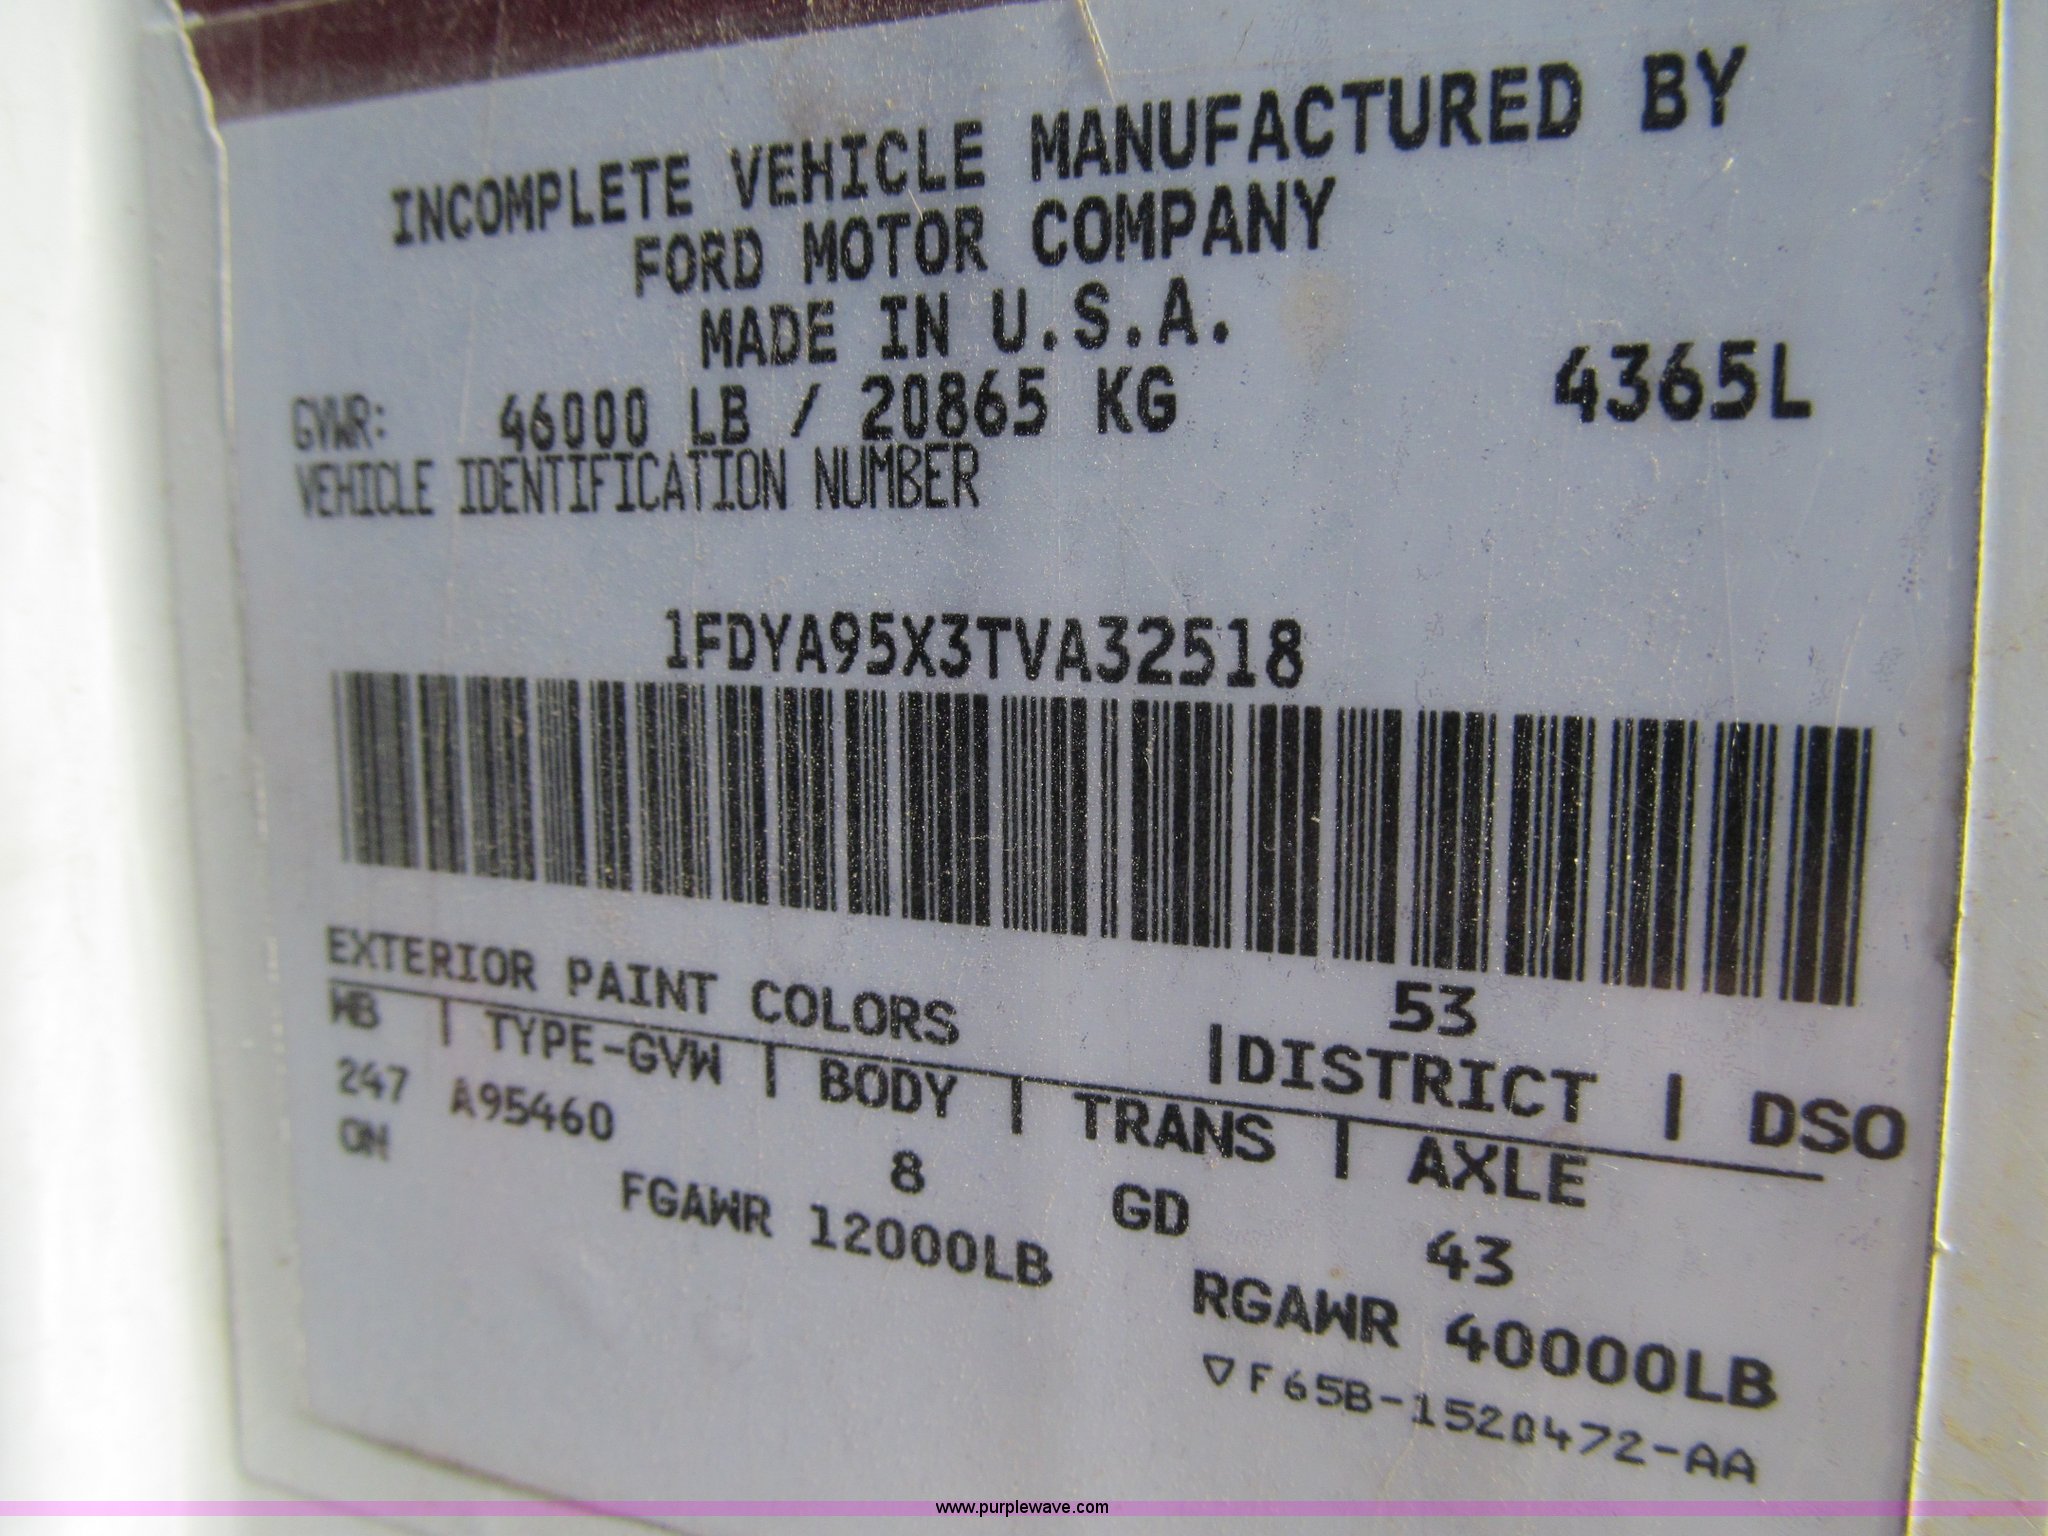 INCOMPLETE VEHICLE MANUFACTURED BY
FORD MOTOR COMPANY
MADE IN U.S.A.
GVWR: 46000 LB / 20865 KG 4365L
VEHICLE IDENTIFICATION NUMBER
1FDYA95X3TVA32518
EXTERIOR PAINT COLORS | DISTRICT | DSO
53
WB | TYPE-GVW | BODY | TRANS | AXLE
247 A95460 8 GD 43
QN
FGAWR 12000LB RGAWR 40000LB
▽F65B-1520472-AA
www.purplewave.com